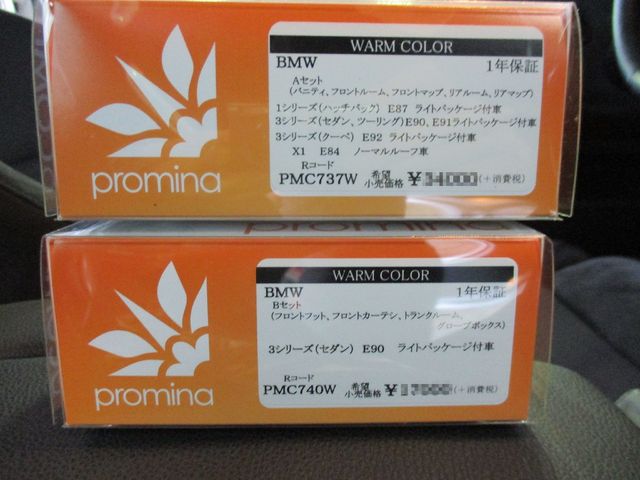 WARM COLOR
BMW 1年保証
Aセット
(バニティ、フロントルーム、フロントマップ、リアルーム、リアマップ)
1シリーズ(ハッチバック) E87 ライトパッケージ付車
3シリーズ(セダン、ツーリング)E90、E91ライトパッケージ付車
3シリーズ(クーペ) E92 ライトパッケージ付車
X1 E84 ノーマルルーフ車
Rコード
PMC737W 希望小売価格 ¥ (+消費税)
promina
promina
WARM COLOR
BMW 1年保証
Bセット
(フロントフット、フロントカーテシ、トランクルーム、
グローブボックス)
3シリーズ(セダン) E90 ライトパッケージ付車
Rコード
PMC740W 希望小売価格 ¥ (+消費税)
promina